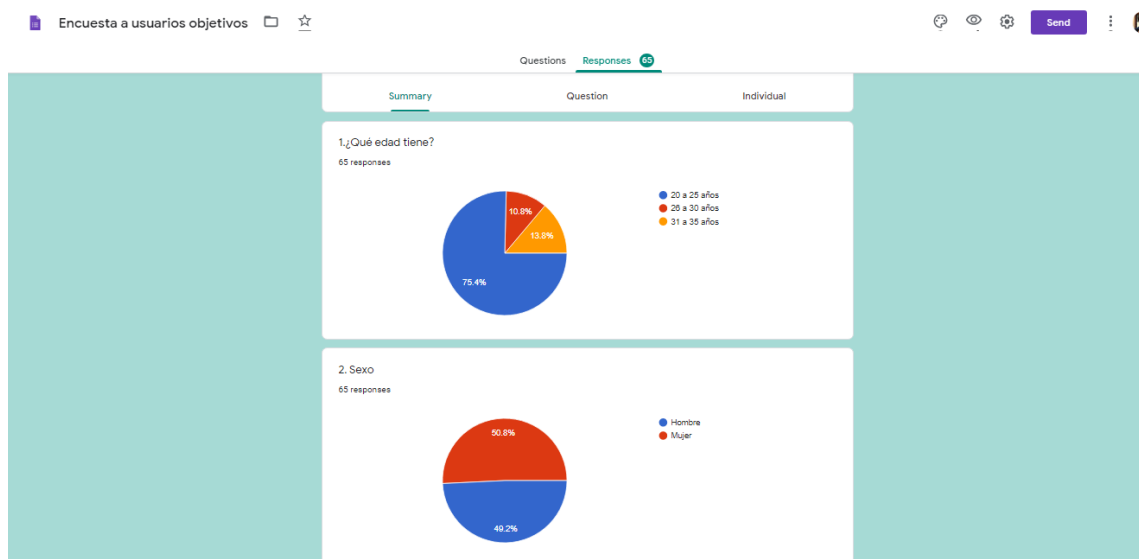 Encuesta a usuarios objetivos
Send
Questions Responses 65
Summary Question Individual
1.¿Qué edad tiene?
65 responses
20 a 25 años
26 a 30 años
31 a 35 años
10.8%
13.8%
75.4%
2. Sexo
65 responses
Hombre
Mujer
50.8%
49.2%